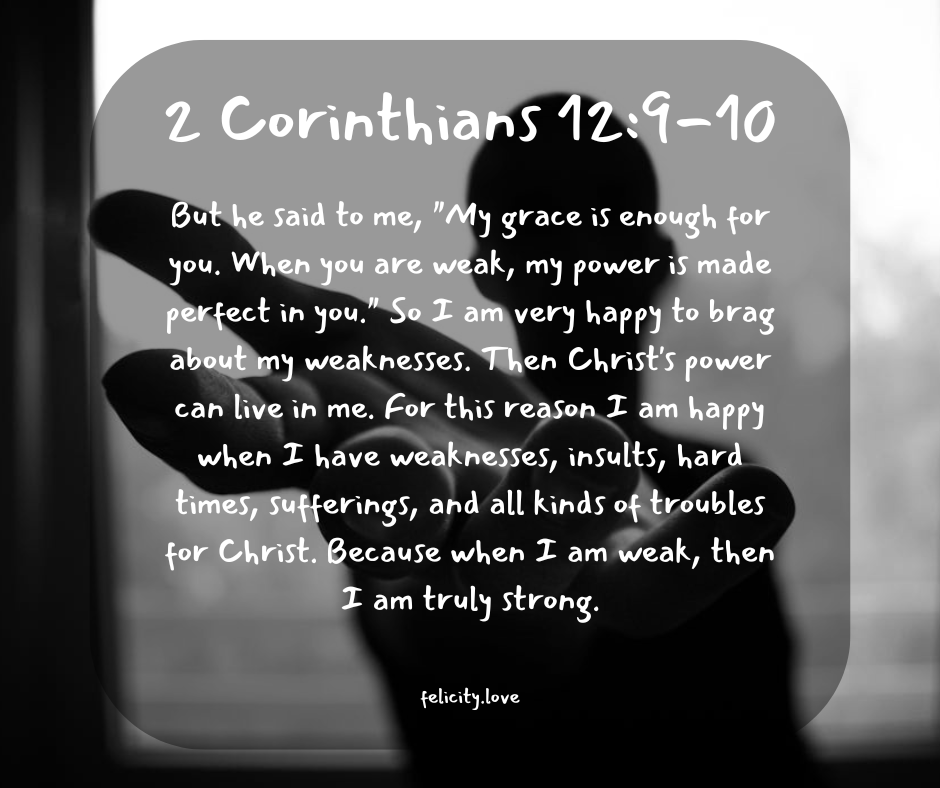 2 Corinthians 12:9-10
But he said to me, "My grace is enough for
you. When you are weak, my power is made
perfect in you." So I am very happy to brag
about my weaknesses. Then Christ's power
can live in me. For this reason I am happy
when I have weaknesses, insults, hard
times, sufferings, and all kinds of troubles
for Christ. Because when I am weak, then
I am truly strong.
felicity.love